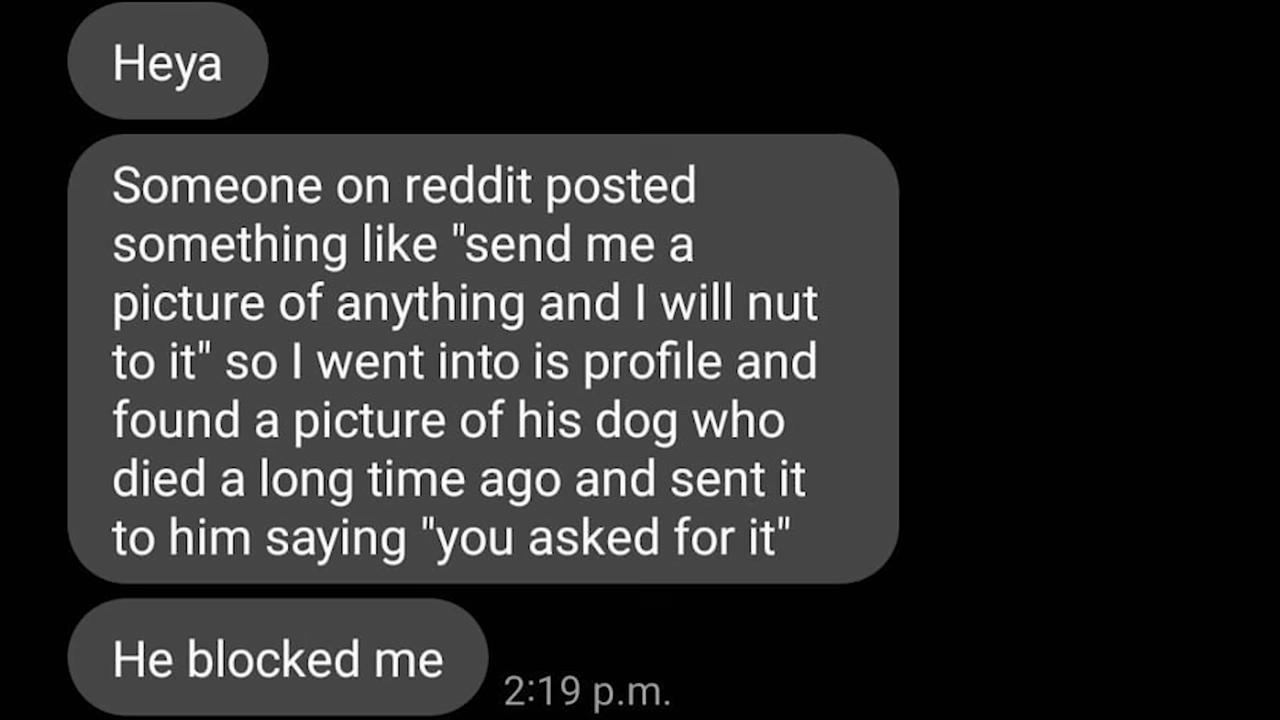 Heya
Someone on reddit posted
something like "send me a
picture of anything and I will nut
to it" so I went into is profile and
found a picture of his dog who
died a long time ago and sent it
to him saying "you asked for it"
He blocked me
2:19 p.m.